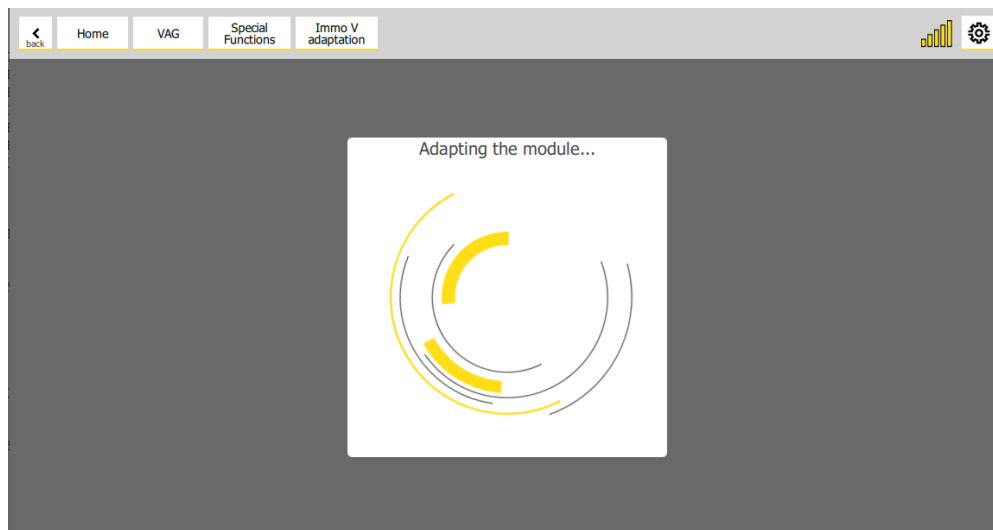 back
Home
VAG
Special
Functions
Immo V
adaptation
Adapting the module...